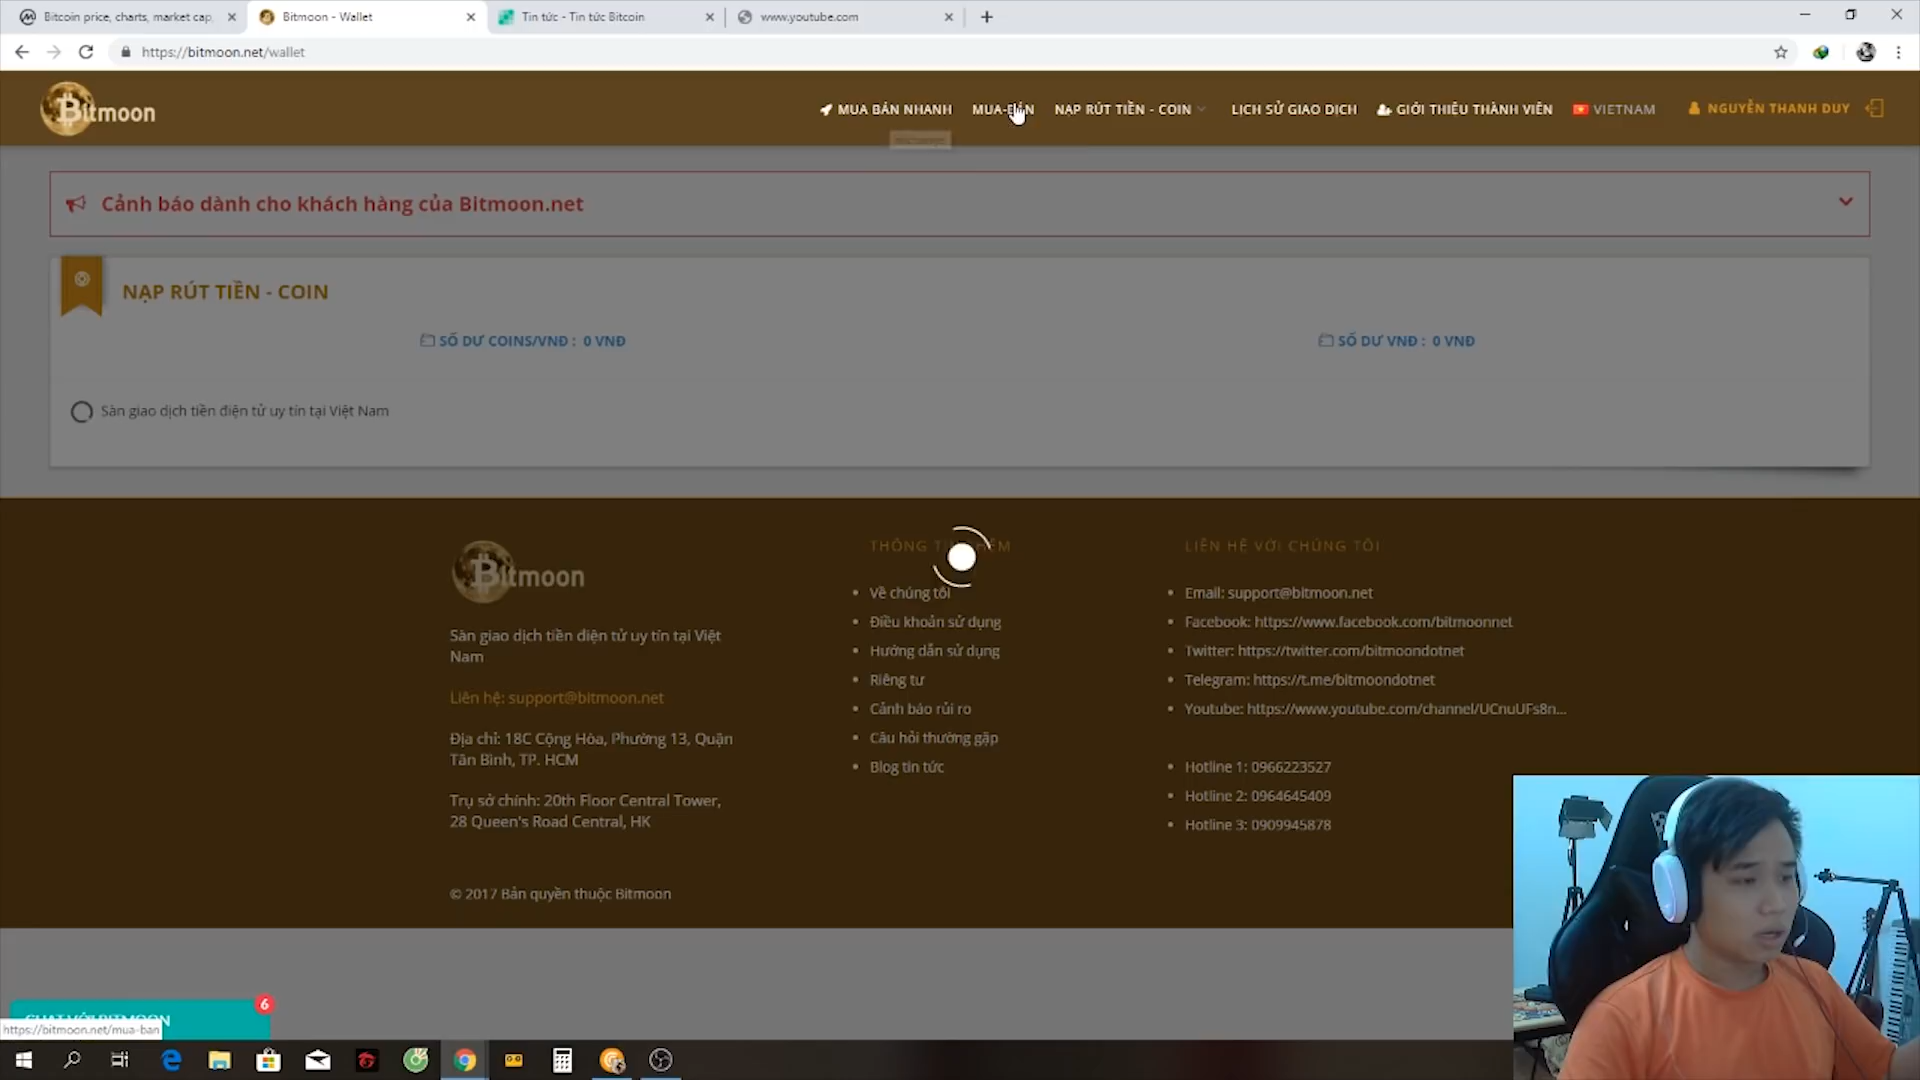 Bitcoin price, charts, market cap,
Bitmoon - Wallet
Tin tức - Tin tức Bitcoin
www.youtube.com
https://bitmoon.net/wallet
Bitmoon
MUA BÁN NHANH
NẠP RÚT TIỀN - COIN
LỊCH SỬ GIAO DỊCH
GIỚI THIỆU THÀNH VIÊN
VIETNAM
NGUYỄN THANH DUY
Cảnh báo dành cho khách hàng của Bitmoon.net
NẠP RÚT TIỀN - COIN
SỐ DƯ COINS/VNĐ : 0 VNĐ
SỐ DƯ VNĐ : 0 VNĐ
Sàn giao dịch tiền điện tử uy tín tại Việt Nam
Bitmoon
Sàn giao dịch tiền điện tử uy tín tại Việt
Nam
Liên hệ: support@bitmoon.net
Địa chỉ: 18C Cộng Hòa, Phường 13, Quận
Tân Bình, TP. HCM
Trụ sở chính: 20th Floor Central Tower,
28 Queen's Road Central, HK
© 2017 Bản quyền thuộc Bitmoon
THÔNG
Về chúng tôi
Điều khoản sử dụng
Hướng dẫn sử dụng
Riêng tư
Cảnh báo rủi ro
Câu hỏi thường gặp
Blog tin tức
LIÊN HỆ VỚI CHÚNG TÔI
Email: support@bitmoon.net
Facebook: https://www.facebook.com/bitmoonnet
Twitter: https://twitter.com/bitmoondotnet
Telegram: https://t.me/bitmoondotnet
Youtube: https://www.youtube.com/channel/UCnuUFs8n...
Hotline 1: 0966223527
Hotline 2: 0964645409
Hotline 3: 0909945878
6
CHAT VỚI BITMOON
https://bitmoon.net/mua-ban